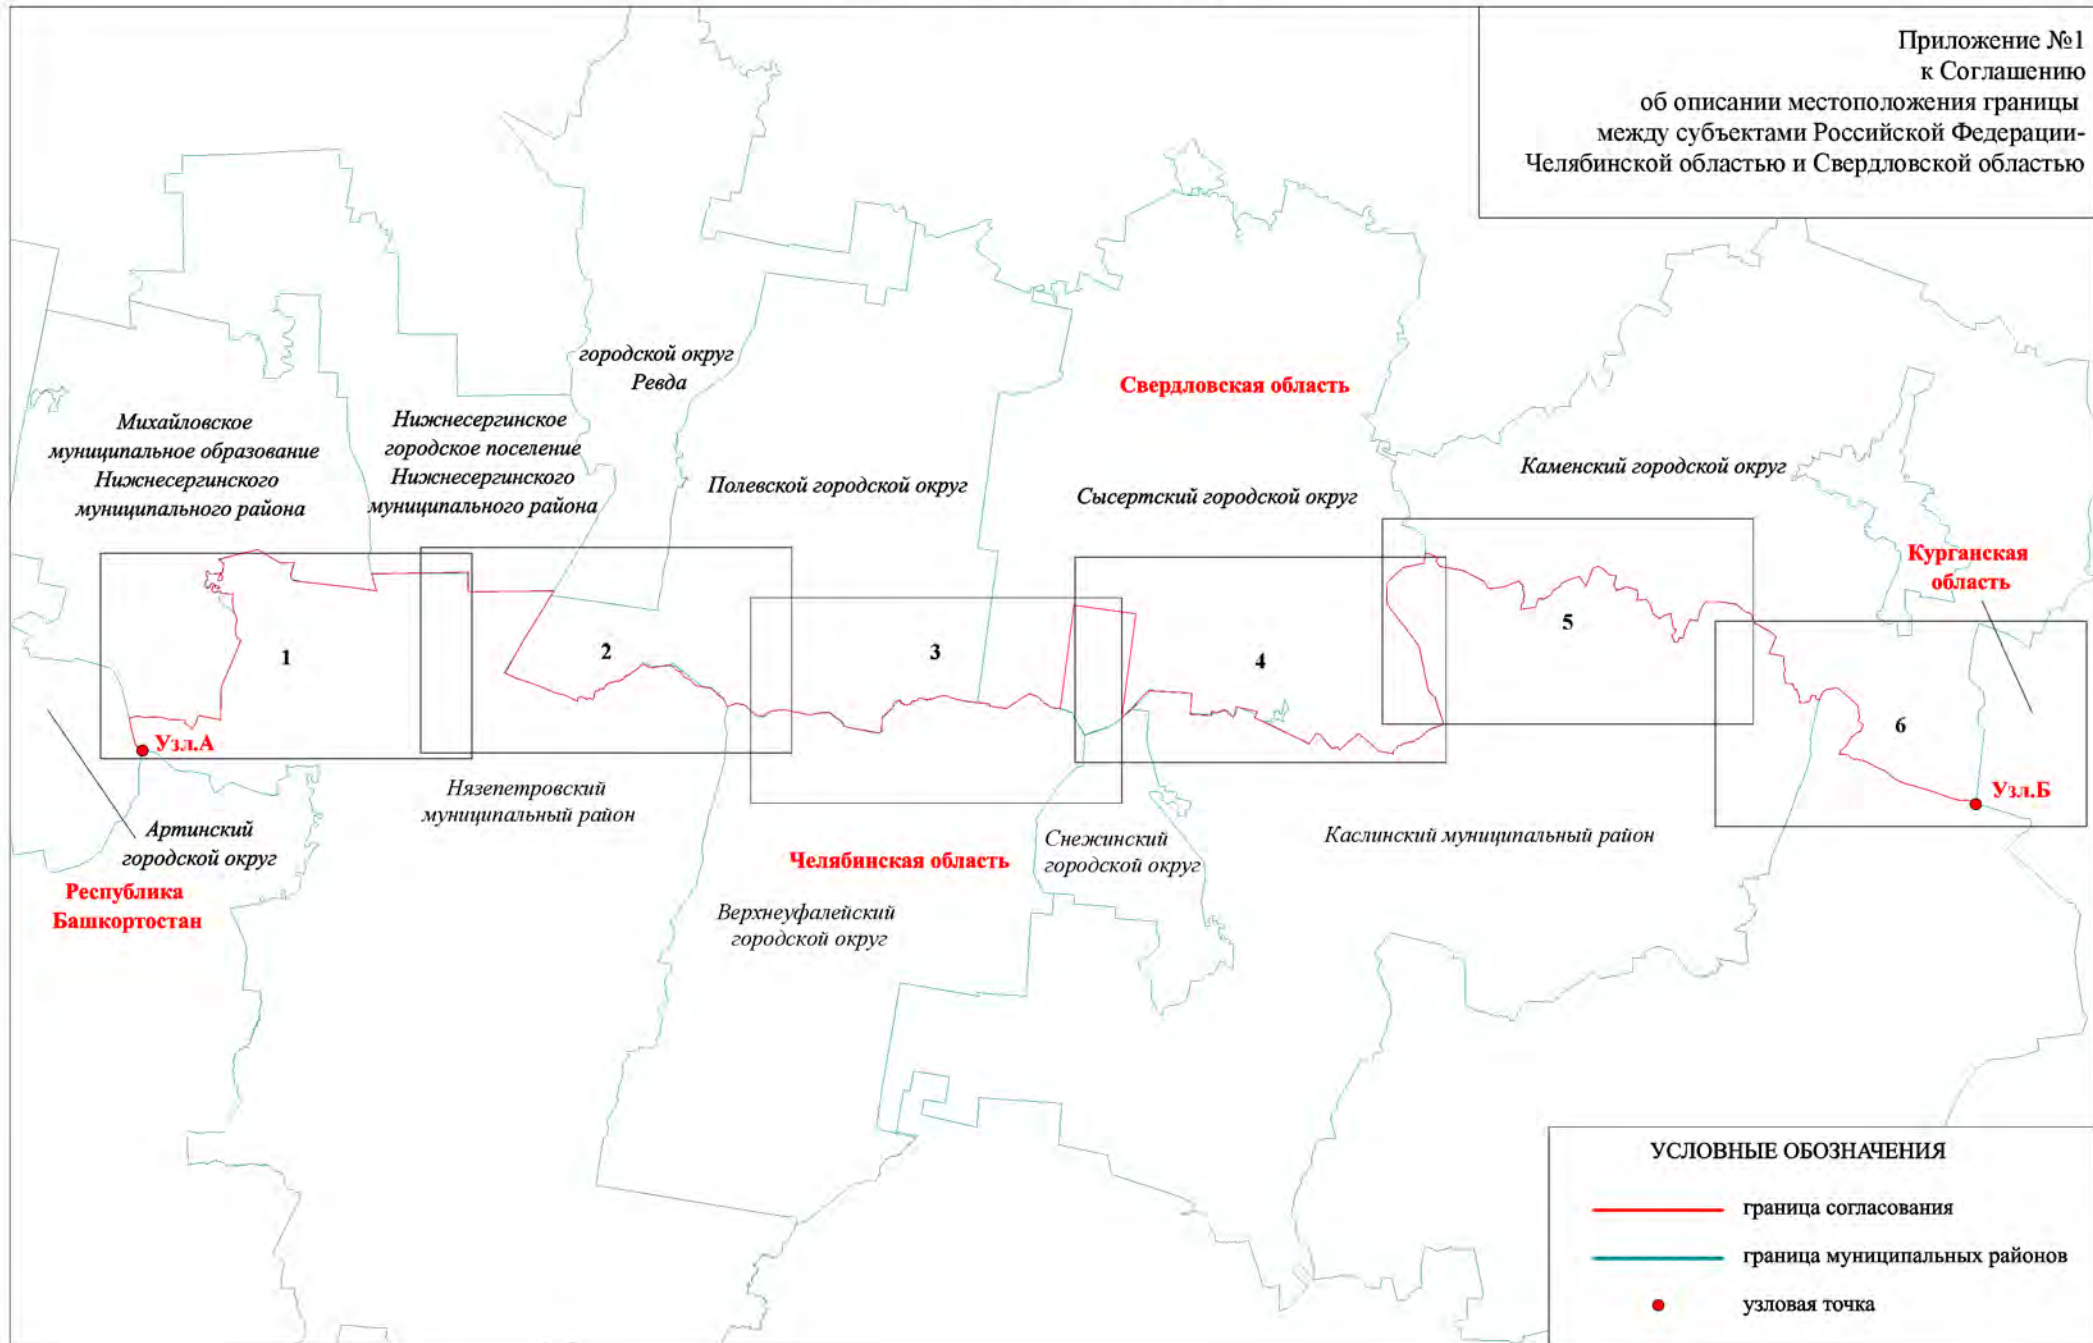 Приложение №1
к Соглашению
об описании местоположения границы
между субъектами Российской Федерации-
Челябинской областью и Свердловской областью
городской округ
Ревда
Свердловская область
Михайловское
муниципальное образование
Нижнесергинского
муниципального района
Нижнесергинское
городское поселение
Нижнесергинского
муниципального района
Полевской городской округ
Сысертский городской округ
Каменский городской округ
Курганская
область
1
2
3
4
5
6
Узл.А
Узл.Б
Нязепетровский
муниципальный район
Артинский
городской округ
Республика
Башкортостан
Челябинская область
Снежинский
городской округ
Каслинский муниципальный район
Верхнеуфалейский
городской округ
УСЛОВНЫЕ ОБОЗНАЧЕНИЯ
граница согласования
граница муниципальных районов
узловая точка